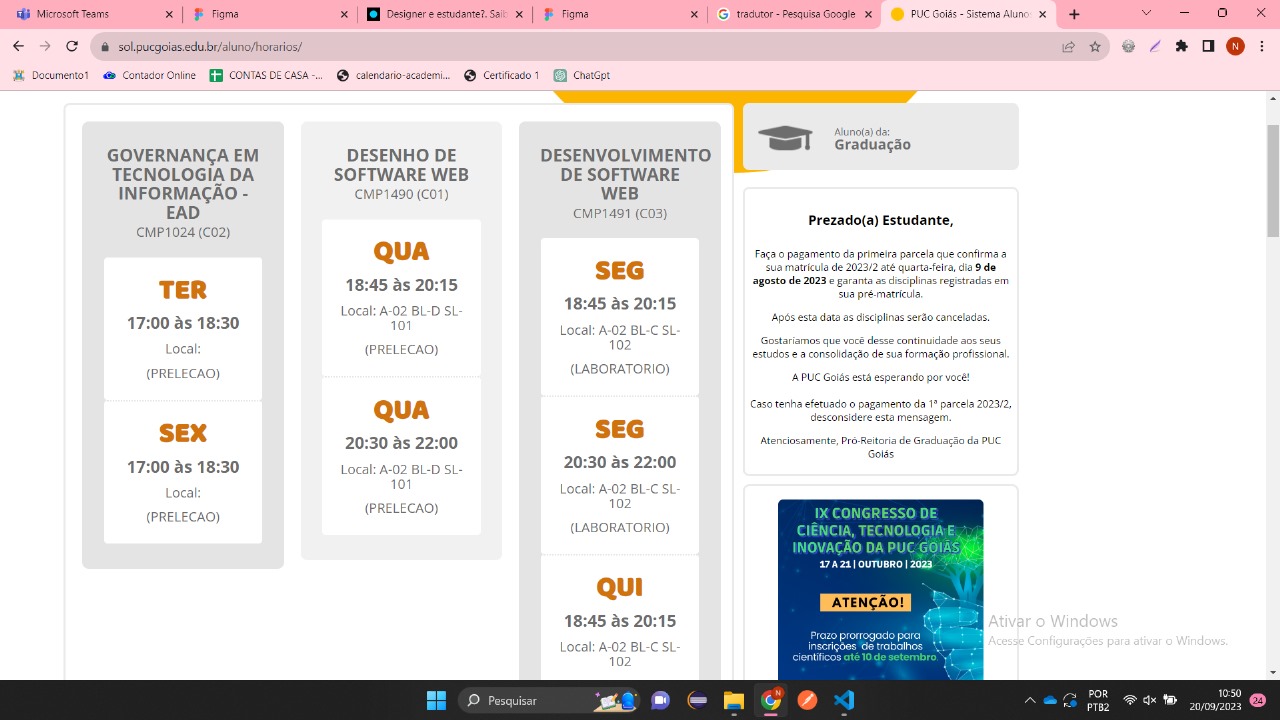 Microsoft Teams
Figma
Designer e estudante?. Saib
Figma
tradutor - Pesquisa Google
PUC Goiás - Sistema Aluno:
sol.pucgoias.edu.br/aluno/horarios/
N
Documento1
Contador Online
CONTAS DE CASA -...
calendario-academi...
Certificado 1
ChatGpt
GOVERNANÇA EM
TECNOLOGIA DA
INFORMAÇÃO -
EAD
CMP1024 (C02)
TER
17:00 às 18:30
Local:
(PRELECAO)
SEX
17:00 às 18:30
Local:
(PRELECAO)
DESENHO DE
SOFTWARE WEB
CMP1490 (C01)
QUA
18:45 às 20:15
Local: A-02 BL-D SL-
101
(PRELECAO)
QUA
20:30 às 22:00
Local: A-02 BL-D SL-
101
(PRELECAO)
DESENVOLVIMENTO
DE SOFTWARE
WEB
CMP1491 (C03)
SEG
18:45 às 20:15
Local: A-02 BL-C SL-
102
(LABORATORIO)
SEG
20:30 às 22:00
Local: A-02 BL-C SL-
102
(LABORATORIO)
QUI
18:45 às 20:15
Local: A-02 BL-C SL-
102
Aluno(a) da:
Graduação
Prezado(a) Estudante,
Faça o pagamento da primeira parcela que confirma a
sua matrícula de 2023/2 até quarta-feira, dia 9 de
agosto de 2023 e garanta as disciplinas registradas em
sua pré-matrícula.
Após esta data as disciplinas serão canceladas.
Gostaríamos que você desse continuidade aos seus
estudos e a consolidação de sua formação profissional.
A PUC Goiás está esperando por você!
Caso tenha efetuado o pagamento da 1ª parcela 2023/2,
desconsidere esta mensagem.
Atenciosamente, Pró-Reitoria de Graduação da PUC
Goiás
IX CONGRESSO DE
CIÊNCIA, TECNOLOGIA E
INOVAÇÃO DA PUC GOIÁS
17 A 21 | OUTUBRO | 2023
ATENÇÃO!
Prazo prorrogado para
inscrições de trabalhos
científicos até 10 de setembro
Ativar o Windows
Acesse Configurações para ativar o Windows.
Pesquisar
N
POR
PTB2
10:50
20/09/2023
24